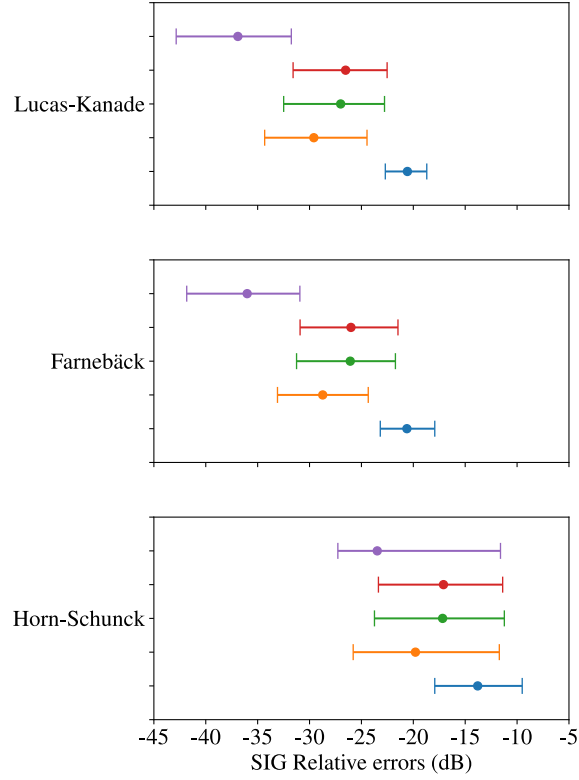 Lucas-Kanade
Farnebäck
Horn-Schunck
-45 -40 -35 -30 -25 -20 -15 -10 -5
SIG Relative errors (dB)